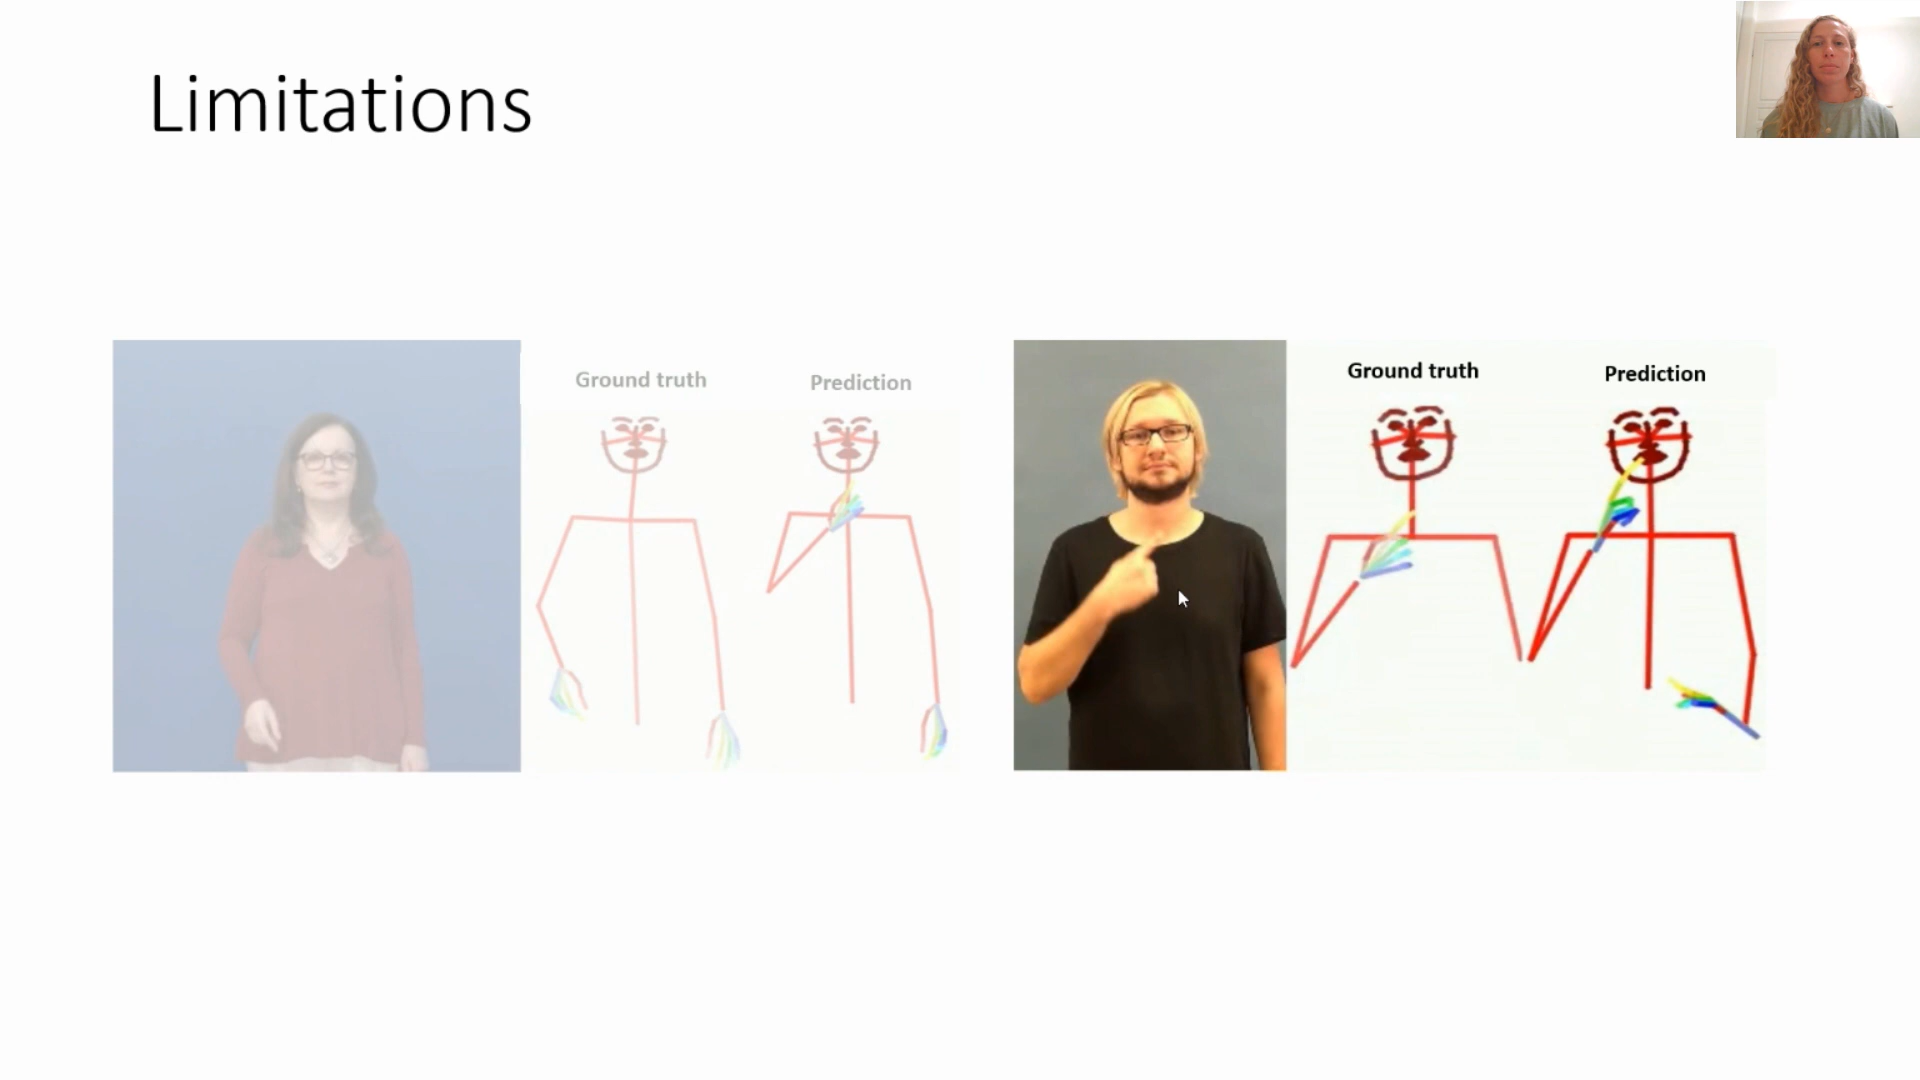 Limitations
Ground truth
Prediction
Ground truth
Prediction